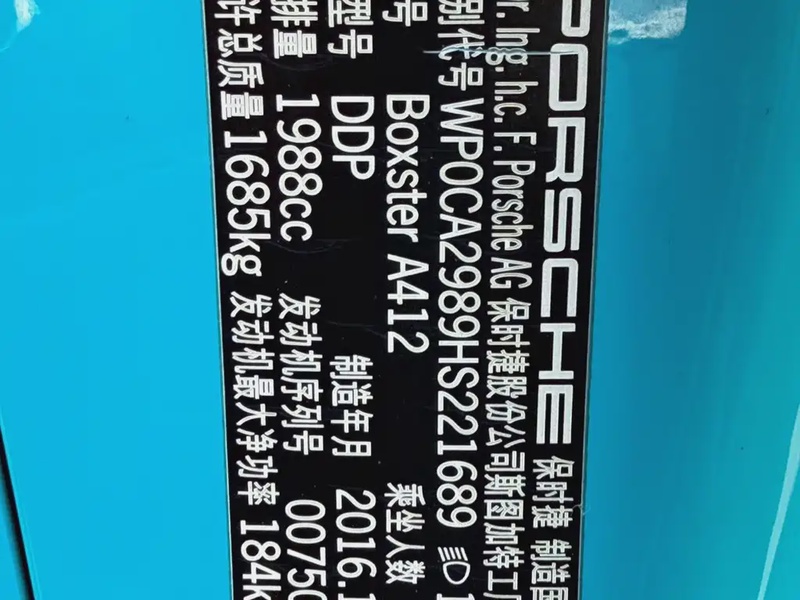 PORSCHE 保时捷 制造国
r. Ing. h.c. F. Porsche AG 保时捷股份公司斯图加特工厂
别代号 WP0CA2989HS221689
号 Boxster A412 乘坐人数
型号 DDP 制造年月 2016.1
排量 1988cc 发动机序列号 00750
许总质量 1685kg 发动机最大净功率 184k